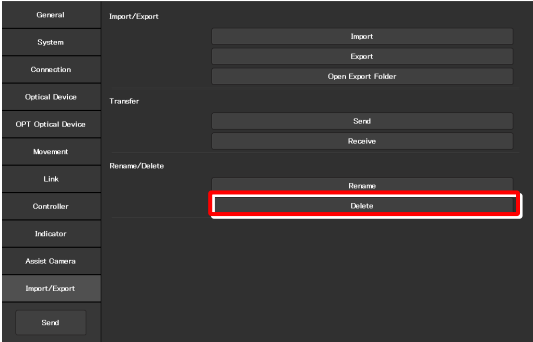 General
System
Connection
Optical Device
OPT Optical Device
Movement
Link
Controller
Indicator
Assist Camera
Import/Export
Send
Import/Export
Import
Export
Open Export Folder
Transfer
Send
Receive
Rename/Delete
Rename
Delete